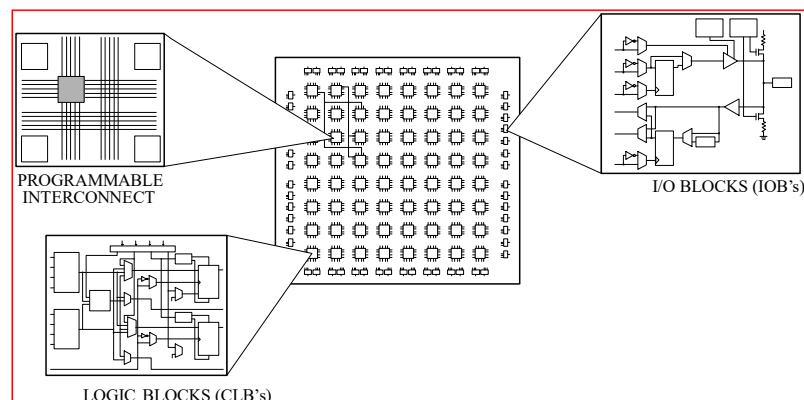 PROGRAMMABLE
INTERCONNECT
I/O BLOCKS (IOB's)
LOGIC BLOCKS (CLB's)